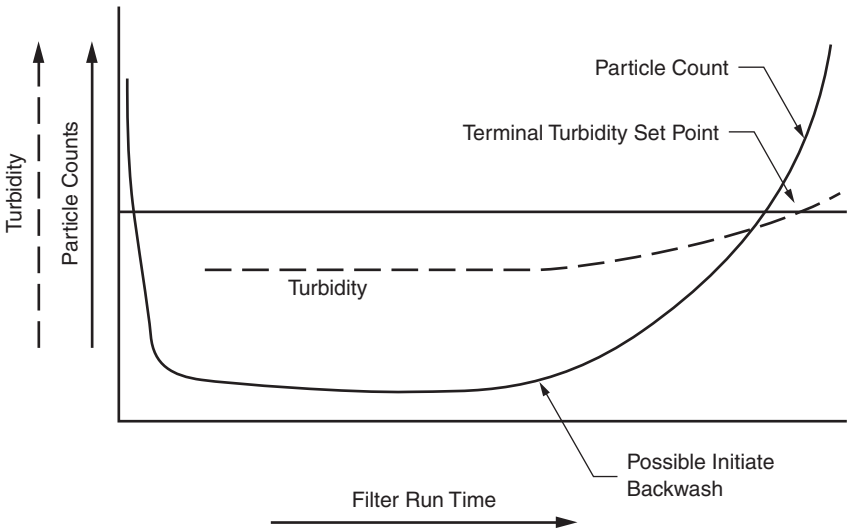 Turbidity
Particle Counts
Particle Count
Terminal Turbidity Set Point
Turbidity
Possible Initiate
Backwash
Filter Run Time